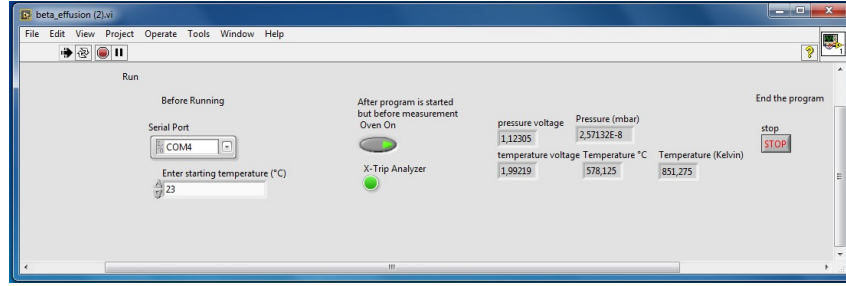 beta_effusion (2).vi
File Edit View Project Operate Tools Window Help
Run
Before Running
Serial Port
COM4
Enter starting temperature (°C)
23
After program is started
but before measurement
Oven On
X-Trip Analyzer
pressure voltage Pressure (mbar)
1,12305 2,57132E-8
temperature voltage Temperature °C Temperature (Kelvin)
1,99219 578,125 851,275
End the program
stop
STOP
1